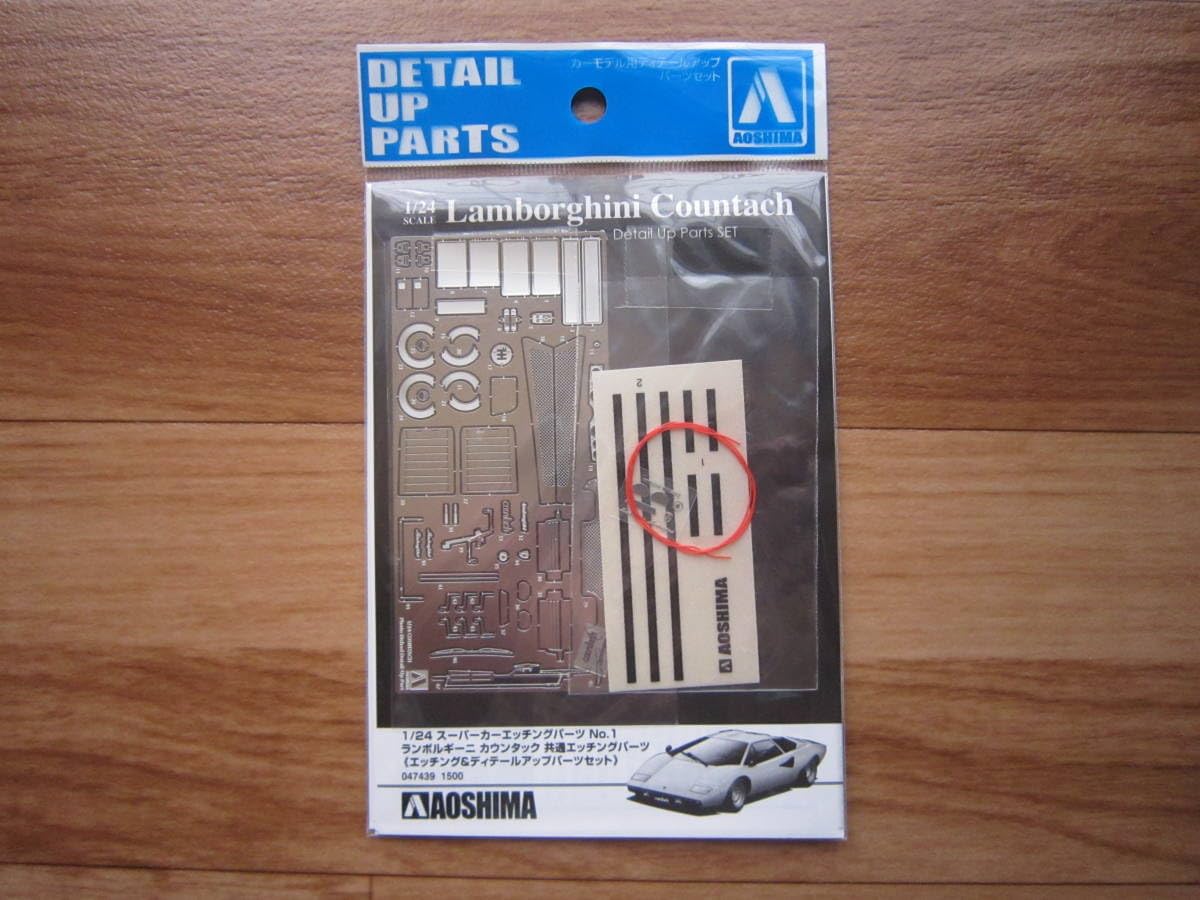 DETAIL
UP
PARTS
カーモデル用ディテールアップ
パーツセット
AOSHIMA
1/24
SCALE
Lamborghini Countach
Detail Up Parts SET
2
1
AOSHIMA
1/24 スーパーカーエッチングパーツ No.1
ランボルギーニ カウンタック 共通エッチングパーツ
(エッチング&ディテールアップパーツセット)
047439 1500
AOSHIMA